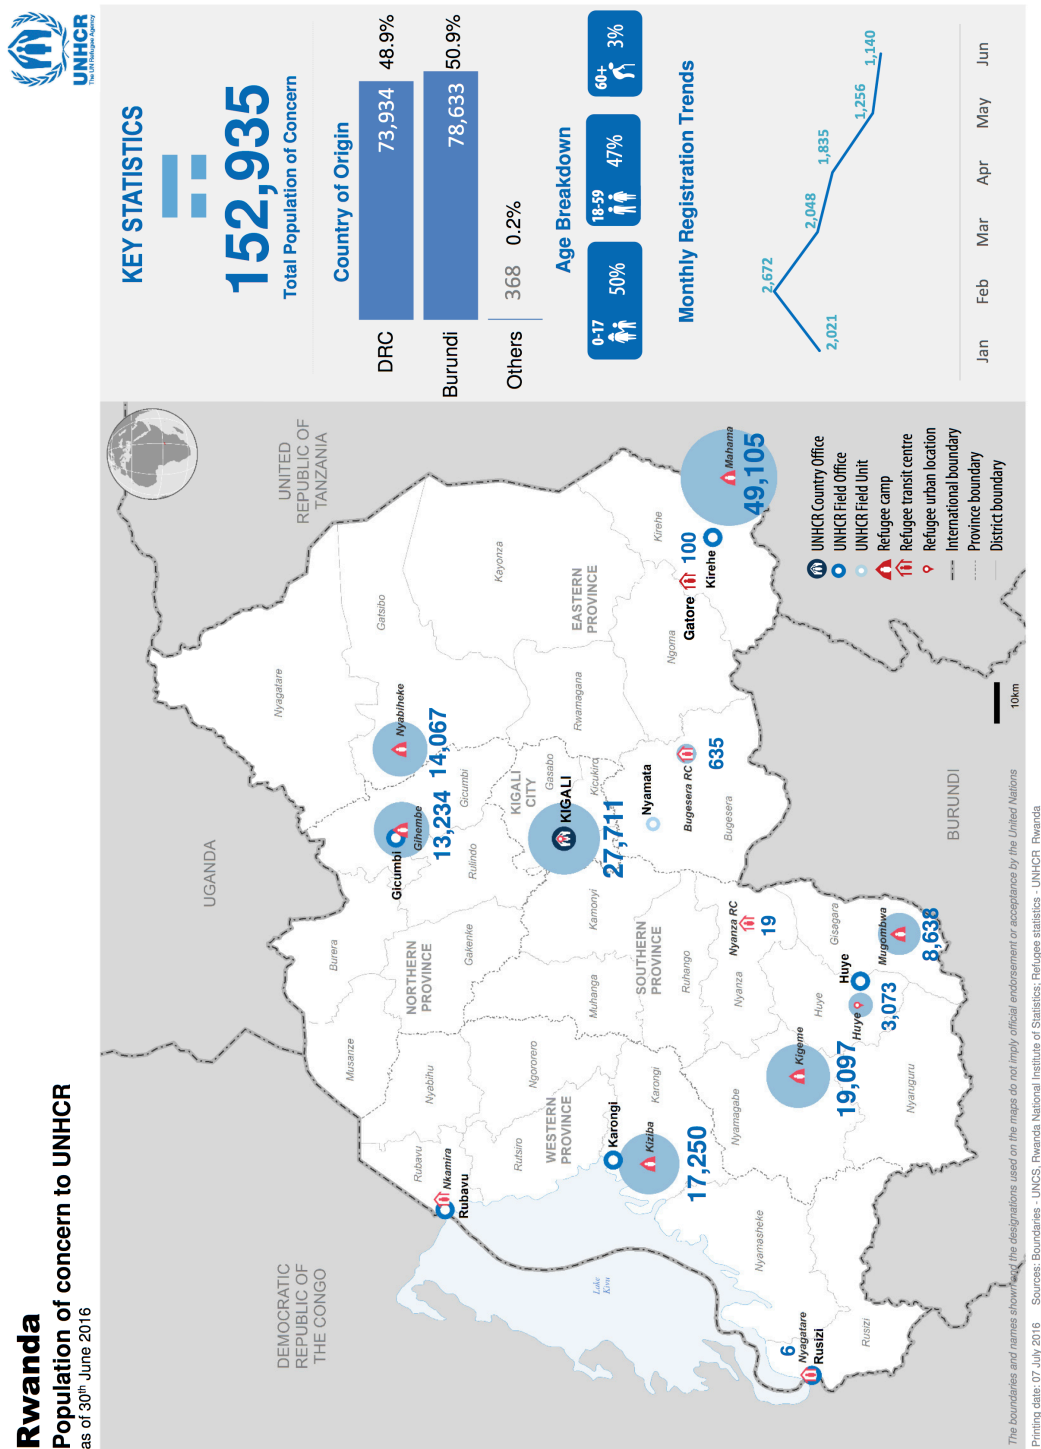 Rwanda
Population of concern to UNHCR
as of 30th June 2016
UNHCR
The UN Refugee Agency
KEY STATISTICS
152,935
Total Population of Concern
Country of Origin
DRC 73,934 48.9%
Burundi 78,633 50.9%
Others 368 0.2%
Age Breakdown
0-17 50%
18-59 47%
60+ 3%
Monthly Registration Trends
2,021
2,672
2,048
1,835
1,256
1,140
Jan Feb Mar Apr May Jun
UGANDA
UNITED
REPUBLIC OF
TANZANIA
DEMOCRATIC
REPUBLIC OF
THE CONGO
BURUNDI
Nyagatare
Gatsibo
Kayonza
Burera
Musanze
Nyabiheke
14,067
Gicumbi
Gihembe
13,234
Gicumbi
Rulindo
NORTHERN
PROVINCE
Gakenke
Nyabihu
Rubavu
Nkamira
Rubavu
KIGALI
CITY
Gasabo
KIGALI
Kicukiro
27,711
Rwamagana
EASTERN
PROVINCE
Kirehe
Ngoma
Gatore
100
Kirehe
Mahama
49,105
Nyamata
Bugesera RC
635
Bugesera
Kamonyi
Muhanga
SOUTHERN
PROVINCE
Ruhango
Ngororero
Rutsiro
WESTERN
PROVINCE
Karongi
Karongi
Kiziba
17,250
Lake
Kivu
Nyanza RC
19
Nyanza
Nyamagabe
Nyamasheke
Gisagara
Huye
Huye
Huye
3,073
Mugombwa
8,638
Kigeme
19,097
Nyaruguru
6
Nyagatare
Rusizi
Rusizi
UNHCR Country Office
UNHCR Field Office
UNHCR Field Unit
Refugee camp
Refugee transit centre
Refugee urban location
International boundary
Province boundary
District boundary
10km
The boundaries and names shown and the designations used on the maps do not imply official endorsement or acceptance by the United Nations
Printing date: 07 July 2016 Sources: Boundaries - UNCS, Rwanda National Institute of Statistics; Refugee statistics - UNHCR Rwanda